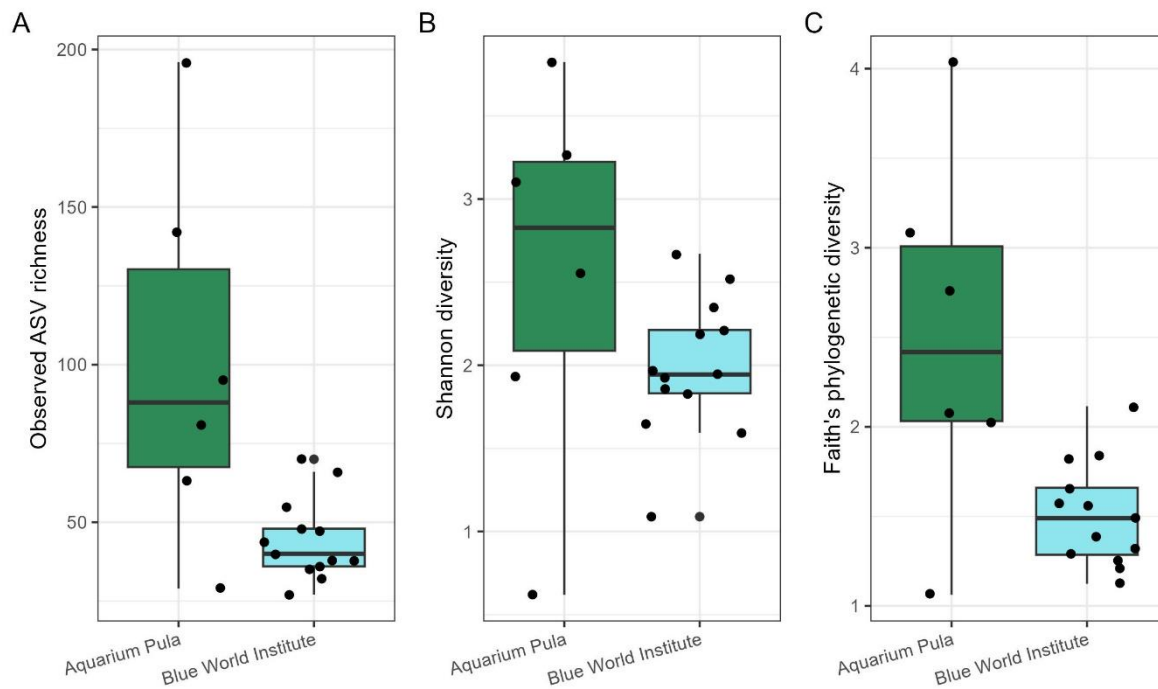 A
B
C
Observed ASV richness
200
150
100
50
Aquarium Pula
Blue World Institute
Shannon diversity
3
2
1
Aquarium Pula
Blue World Institute
Faith's phylogenetic diversity
4
3
2
1
Aquarium Pula
Blue World Institute